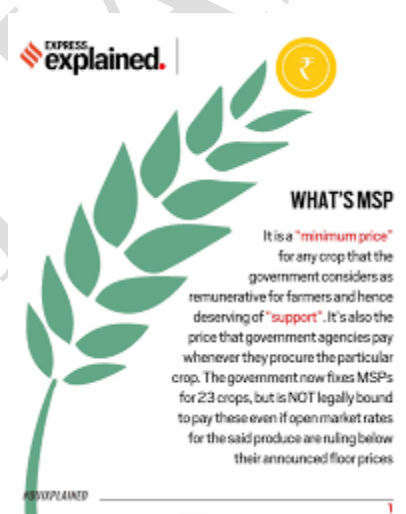 EXPRESS
explained.
₹
WHAT'S MSP
It is a "minimum price"
for any crop that the
government considers as
remunerative for farmers and hence
deserving of "support". It's also the
price that government agencies pay
whenever they procure the particular
crop. The government now fixes MSPs
for 23 crops, but is NOT legally bound
to pay these even if open market rates
for the said produce are ruling below
their announced floor prices
1